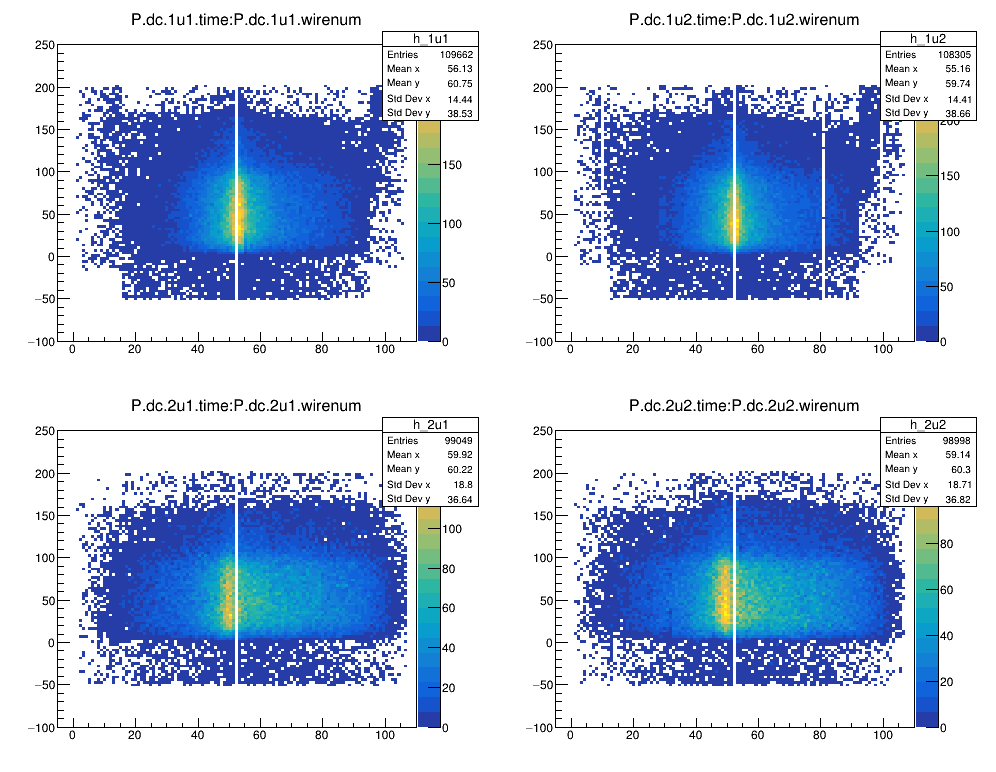 P.dc.1u1.time:P.dc.1u1.wirenum
h_1u1
Entries 109662
Mean x 56.13
Mean y 60.75
Std Dev x 14.44
Std Dev y 38.53
250
200
150
100
50
0
−50
−100
0 20 40 60 80 100
150
100
50
0
P.dc.1u2.time:P.dc.1u2.wirenum
h_1u2
Entries 108305
Mean x 55.16
Mean y 59.74
Std Dev x 14.41
Std Dev y 38.66
250
200
150
100
50
0
−50
−100
0 20 40 60 80 100
200
150
100
50
0
P.dc.2u1.time:P.dc.2u1.wirenum
h_2u1
Entries 99049
Mean x 59.92
Mean y 60.22
Std Dev x 18.8
Std Dev y 36.64
250
200
150
100
50
0
−50
−100
0 20 40 60 80 100
100
80
60
40
20
0
P.dc.2u2.time:P.dc.2u2.wirenum
h_2u2
Entries 98998
Mean x 59.14
Mean y 60.3
Std Dev x 18.71
Std Dev y 36.82
250
200
150
100
50
0
−50
−100
0 20 40 60 80 100
80
60
40
20
0